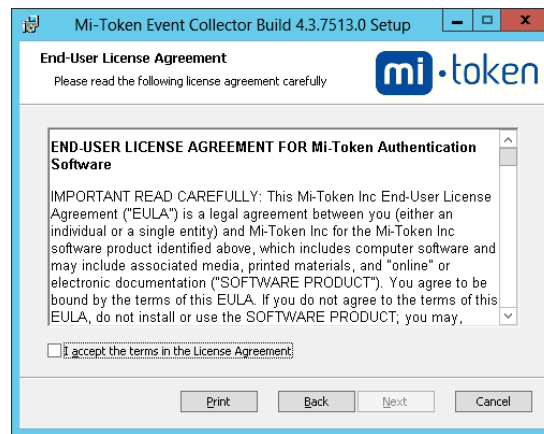 Mi-Token Event Collector Build 4.3.7513.0 Setup
End-User License Agreement
Please read the following license agreement carefully
mi·token
END-USER LICENSE AGREEMENT FOR Mi-Token Authentication
Software
IMPORTANT READ CAREFULLY: This Mi-Token Inc End-User License
Agreement ("EULA") is a legal agreement between you (either an
individual or a single entity) and Mi-Token Inc for the Mi-Token Inc
software product identified above, which includes computer software and
may include associated media, printed materials, and "online" or
electronic documentation ("SOFTWARE PRODUCT"). You agree to be
bound by the terms of this EULA. If you do not agree to the terms of this
EULA, do not install or use the SOFTWARE PRODUCT; you may,
I accept the terms in the License Agreement
Print Back Next Cancel